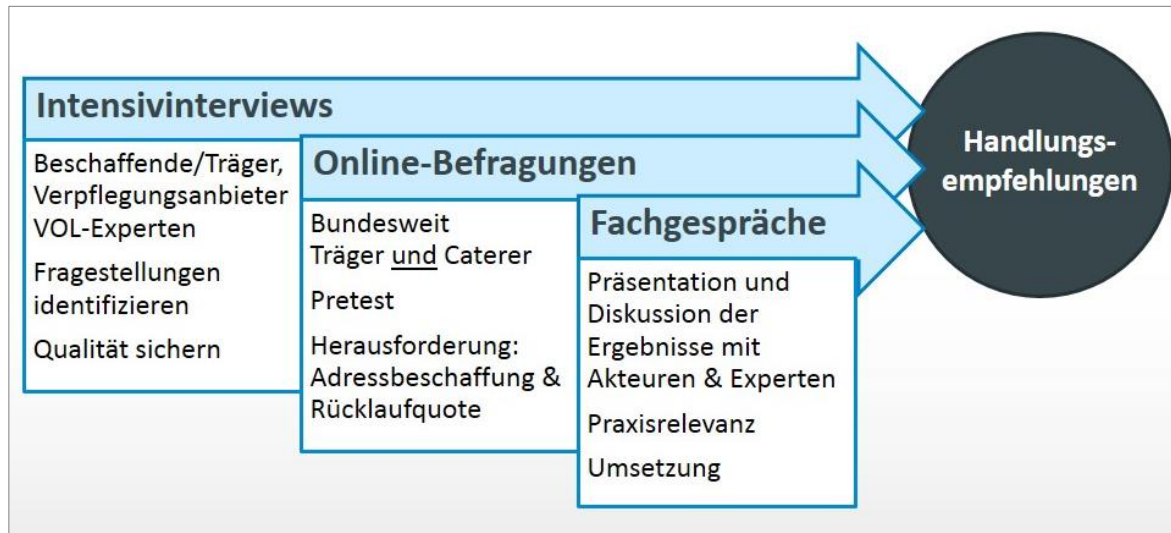 Intensivinterviews
Beschaffende/Träger,
Verpflegungsanbieter
VOL-Experten
Fragestellungen
identifizieren
Qualität sichern
Online-Befragungen
Bundesweit
Träger und Caterer
Pretest
Herausforderung:
Adressbeschaffung &
Rücklaufquote
Fachgespräche
Präsentation und
Diskussion der
Ergebnisse mit
Akteuren & Experten
Praxisrelevanz
Umsetzung
Handlungs-
empfehlungen